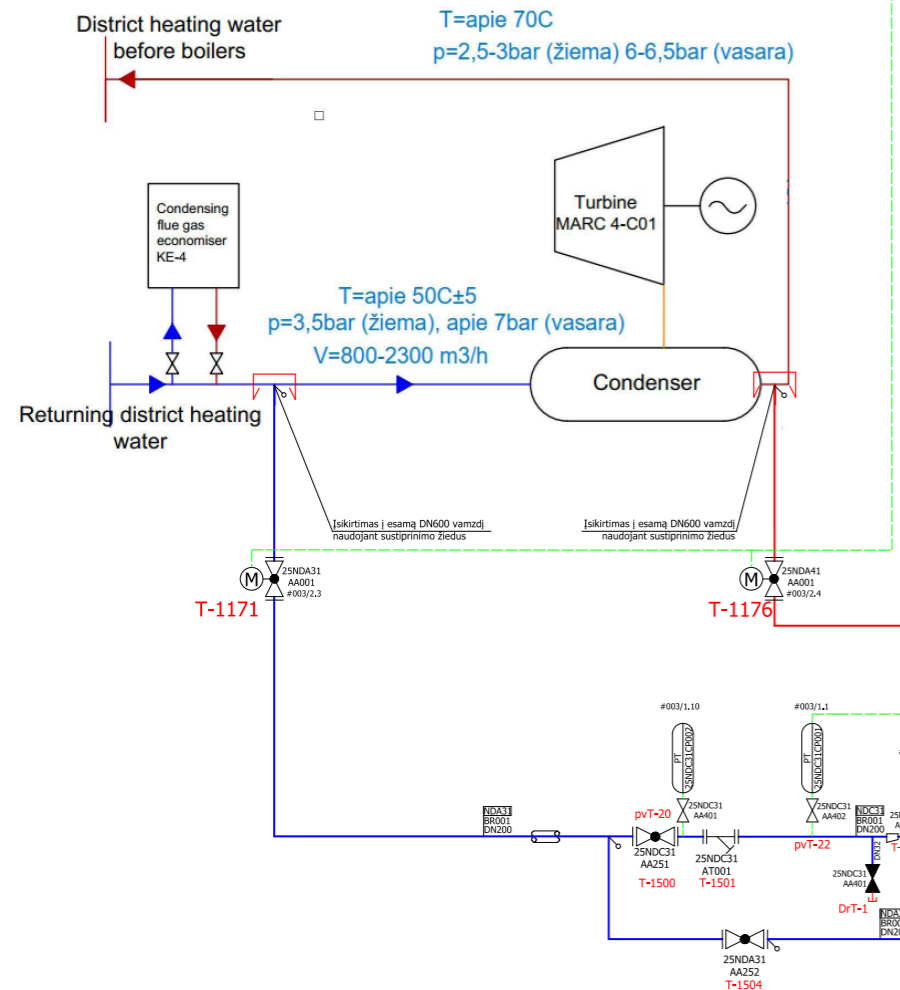 District heating water
before boilers
T=apie 70C
p=2,5-3bar (žiema) 6-6,5bar (vasara)
Condensing
flue gas
economiser
KE-4
Turbine
MARC 4-C01
T=apie 50C±5
p=3,5bar (žiema), apie 7bar (vasara)
V=800-2300 m3/h
Condenser
Returning district heating
water
Įsikirtimas į esamą DN600 vamzdį
naudojant sustiprinimo žiedus
Įsikirtimas į esamą DN600 vamzdį
naudojant sustiprinimo žiedus
M
25NDA31
AA001
#003/2.3
T-1171
M
25NDA41
AA001
#003/2.4
T-1176
#003/1.10
PT
25NDC31CP002
#003/1.1
PT
25NDC31CP001
NDA31
BR001
DN200
pvT-20
25NDC31
AA401
25NDC31
AA251
T-1500
25NDC31
AT001
T-1501
25NDC31
AA402
pvT-22
NDC31
BR001
DN200
DN32
25NDC31
AA401
DrT-1
25NDA31
AA252
T-1504